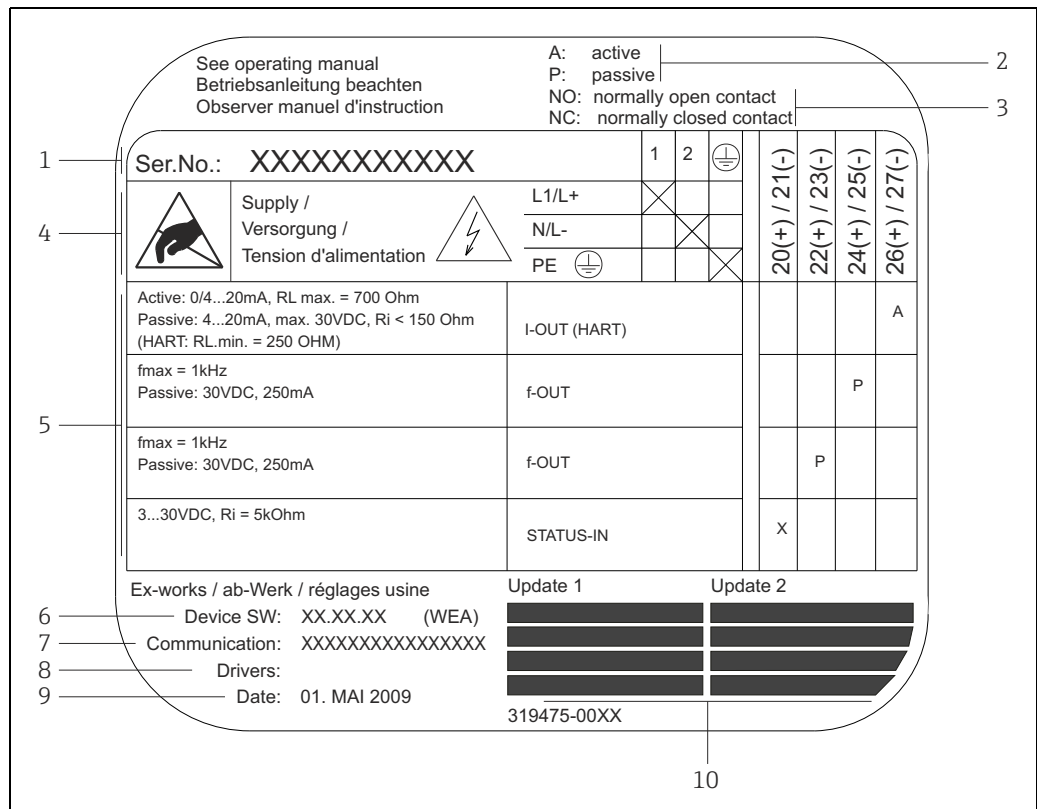 See operating manual
Betriebsanleitung beachten
Observer manuel d'instruction
A: active
P: passive
NO: normally open contact
NC: normally closed contact
2
3
1
Ser.No.: XXXXXXXXXXX
1 2
20(+) / 21(-)
22(+) / 23(-)
24(+) / 25(-)
26(+) / 27(-)
4
Supply /
Versorgung /
Tension d'alimentation
L1/L+
N/L-
PE
5
Active: 0/4...20mA, RL max. = 700 Ohm
Passive: 4...20mA, max. 30VDC, Ri < 150 Ohm
(HART: RL.min. = 250 OHM)
I-OUT (HART)
A
fmax = 1kHz
Passive: 30VDC, 250mA
f-OUT
P
fmax = 1kHz
Passive: 30VDC, 250mA
f-OUT
P
3...30VDC, Ri = 5kOhm
STATUS-IN
X
Ex-works / ab-Werk / réglages usine
Update 1
Update 2
6
Device SW: XX.XX.XX (WEA)
7
Communication: XXXXXXXXXXXXXXXX
8
Drivers:
9
Date: 01. MAI 2009
319475-00XX
10